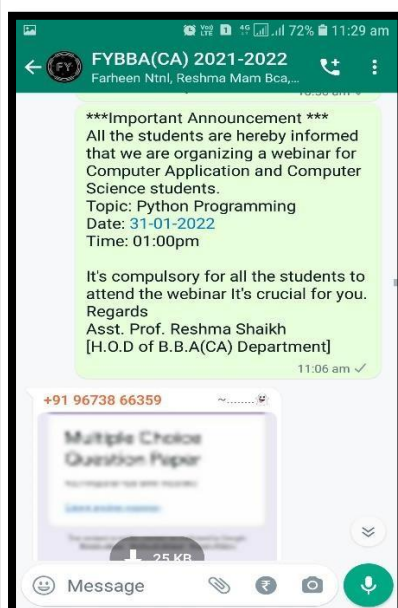 72% 11:29 am
FY
FYBBA(CA) 2021-2022
Farheen Ntnl, Reshma Mam Bca,...
***Important Announcement ***
All the students are hereby informed
that we are organizing a webinar for
Computer Application and Computer
Science students.
Topic: Python Programming
Date: 31-01-2022
Time: 01:00pm
It's compulsory for all the students to
attend the webinar It's crucial for you.
Regards
Asst. Prof. Reshma Shaikh
[H.O.D of B.B.A(CA) Department]
11:06 am
+91 96738 66359 ~........
Multiple Choice
Question Paper
25 KB
Message